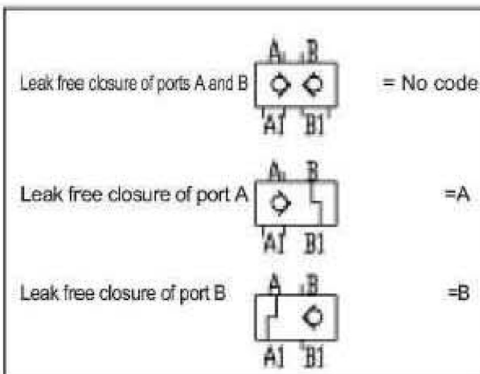 A B
Leak free closure of ports A and B = No code
A1 B1
A B
Leak free closure of port A =A
A1 B1
A B
Leak free closure of port B =B
A1 B1